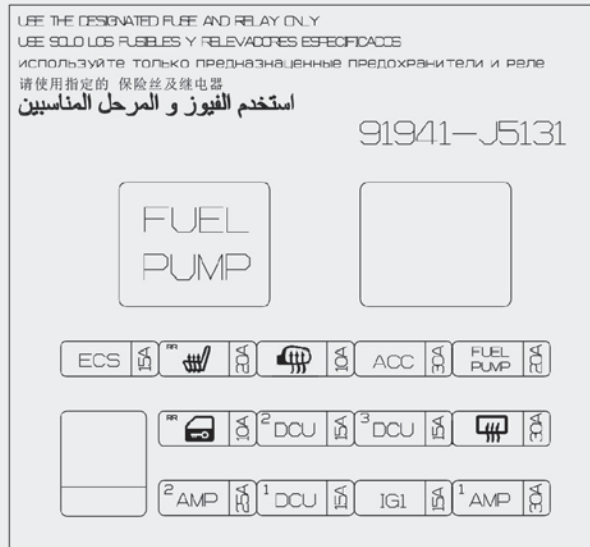 USE THE DESIGNATED FUSE AND RELAY ONLY
USE SOLO LOS FUSIBLES Y RELEVADORES ESPECIFICADOS
используйте только предназначенные предохранители и реле
请使用指定的 保险丝及继电器
استخدم الفيوز و المرحل المناسبين
91941-J5131
FUEL
PUMP
ECS 15A RR 20A 10A ACC 30A FUEL PUMP 20A
RR 10A 2 DCU 15A 3 DCU 15A 30A
2 AMP 25A 1 DCU 15A IG1 15A 1 AMP 30A